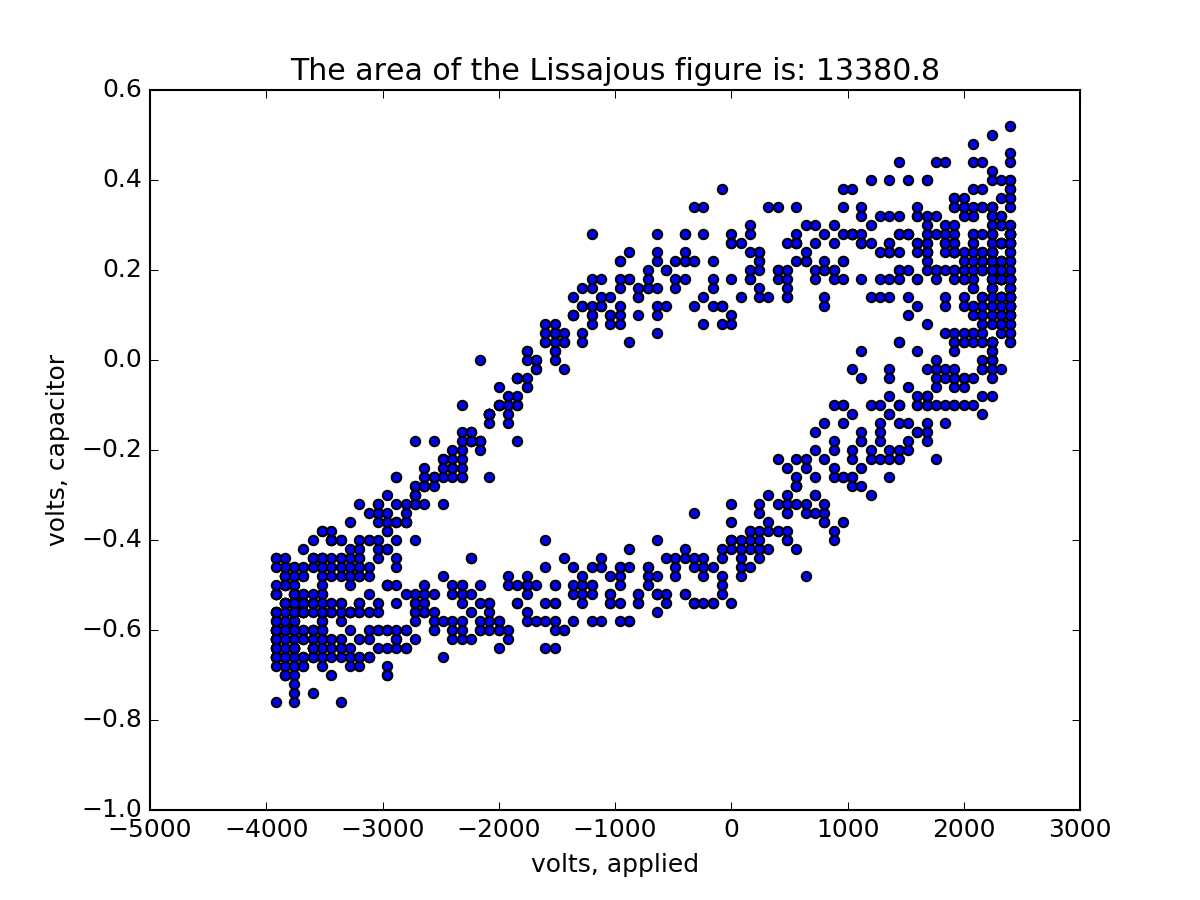 The area of the Lissajous figure is: 13380.8
0.6
0.4
0.2
0.0
−0.2
−0.4
−0.6
−0.8
−1.0
volts, capacitor
−5000 −4000 −3000 −2000 −1000 0 1000 2000 3000
volts, applied